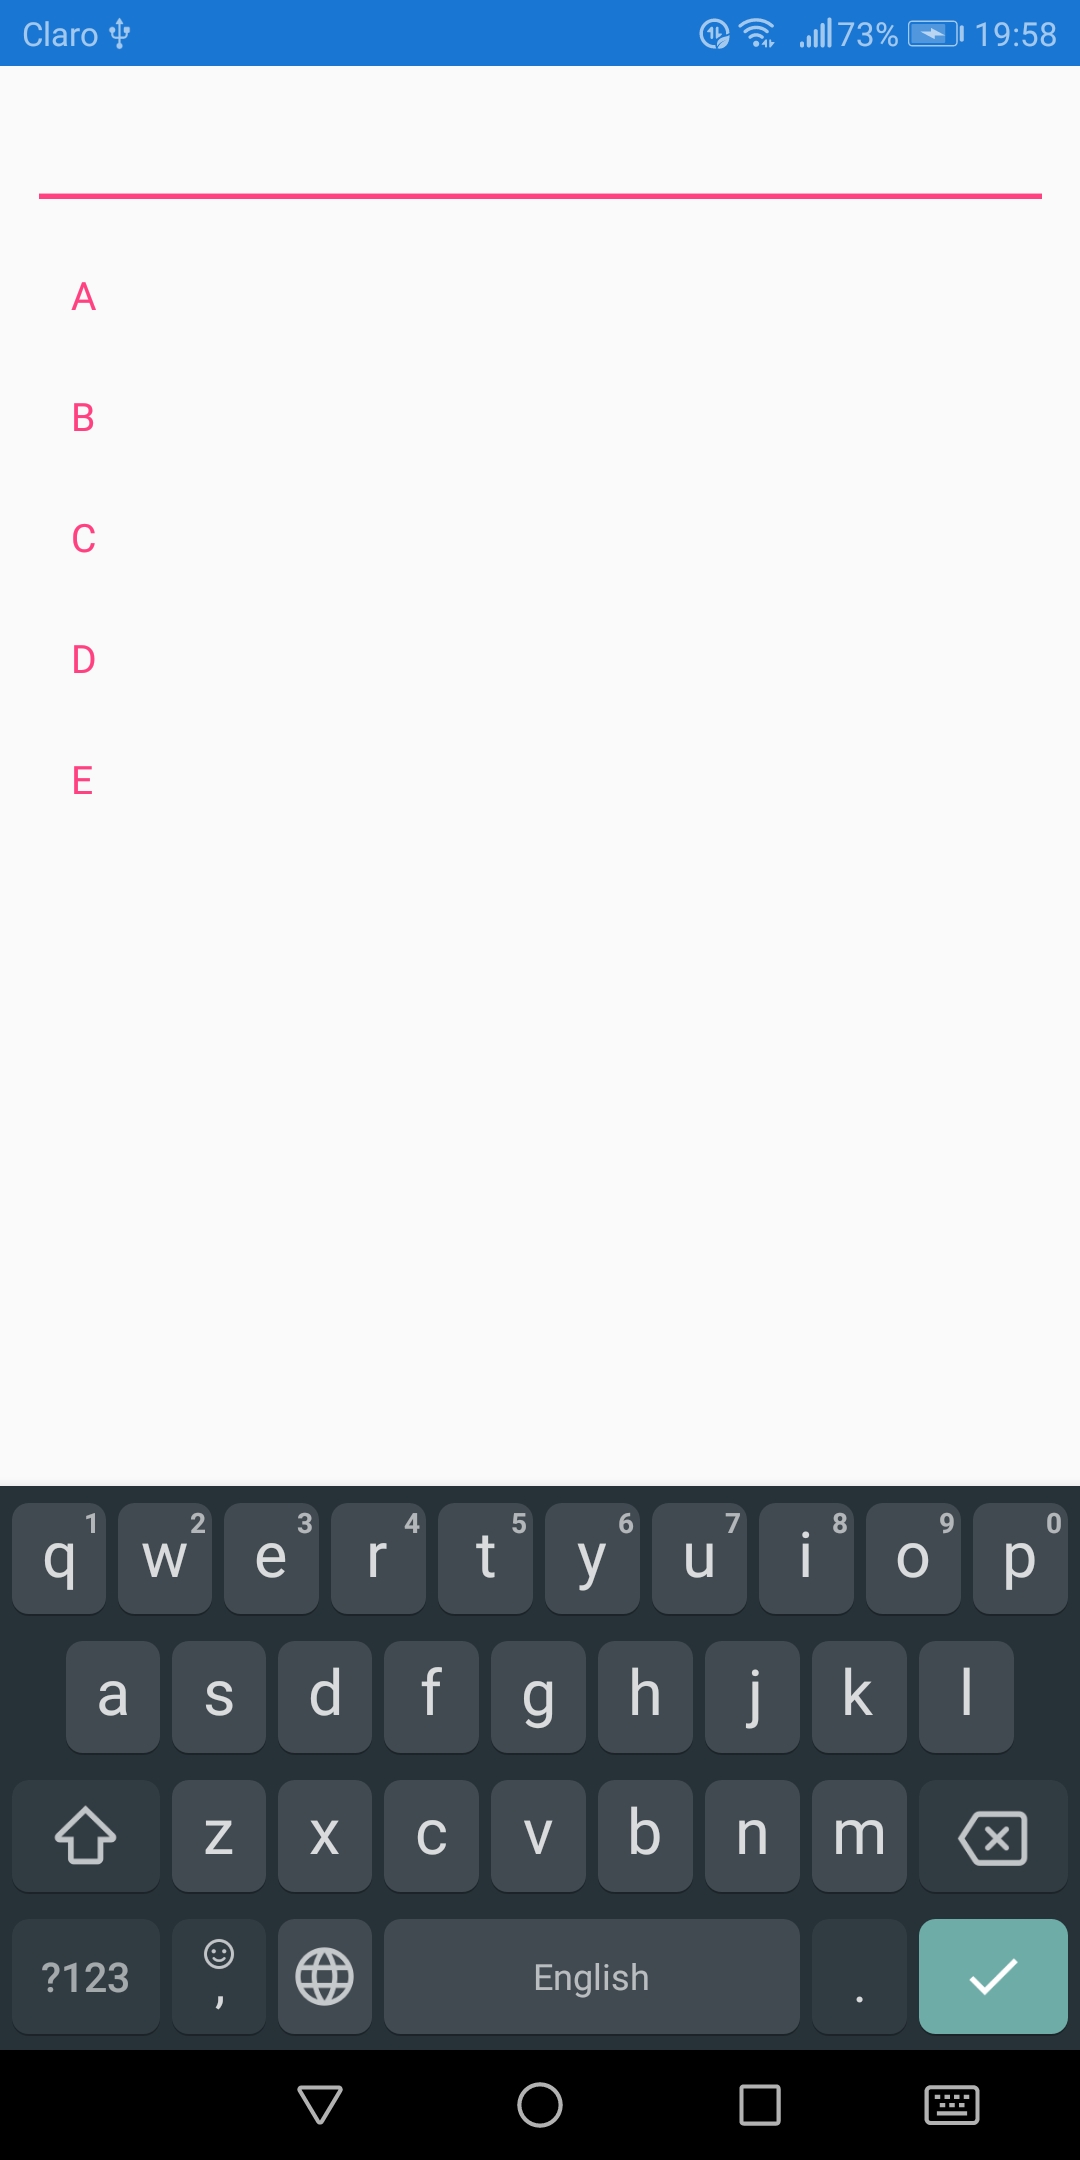 Claro 73% 19:58
A
B
C
D
E
q 1 w 2 e 3 r 4 t 5 y 6 u 7 i 8 o 9 p 0
a s d f g h j k l
z x c v b n m
?123 , English .